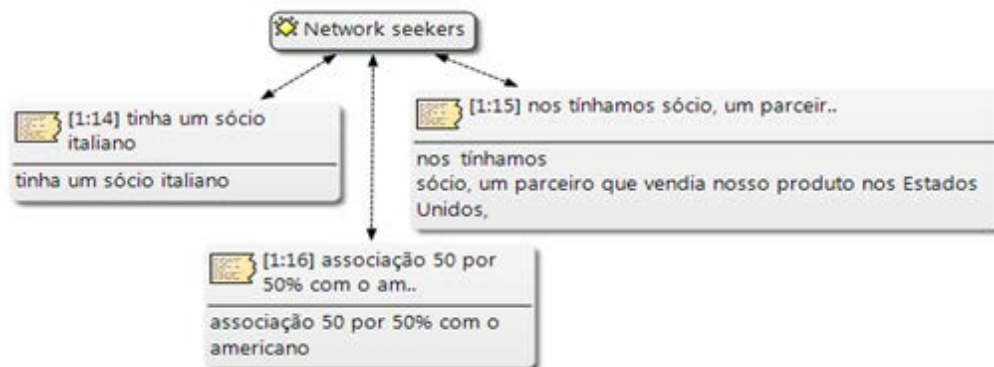 Network seekers
[1:14] tinha um sócio
italiano
tinha um sócio italiano
[1:15] nos tínhamos sócio, um parceir..
nos tínhamos
sócio, um parceiro que vendia nosso produto nos Estados
Unidos,
[1:16] associação 50 por
50% com o am..
associação 50 por 50% com o
americano